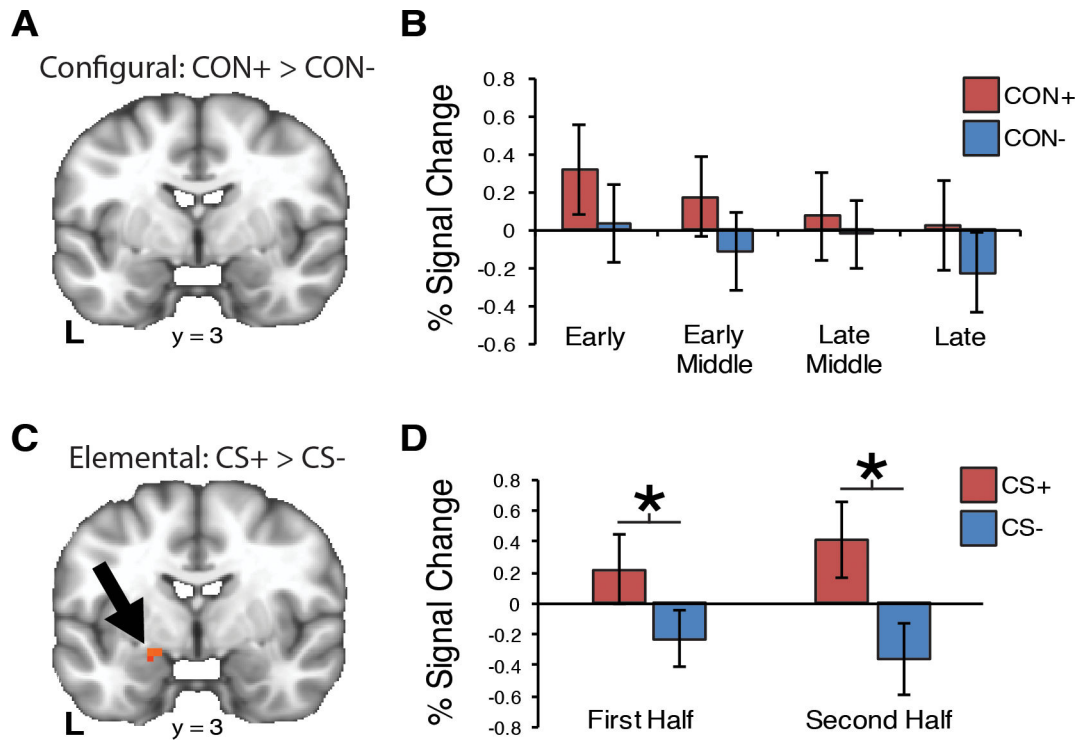 A
Configural: CON+ > CON-
L
y = 3
B
% Signal Change
0.8
0.6
0.4
0.2
0
-0.2
-0.4
-0.6
Early
Early
Middle
Late
Middle
Late
CON+
CON-
C
Elemental: CS+ > CS-
L
y = 3
D
% Signal Change
0.8
0.6
0.4
0.2
0
-0.2
-0.4
-0.6
-0.8
*
*
First Half
Second Half
CS+
CS-